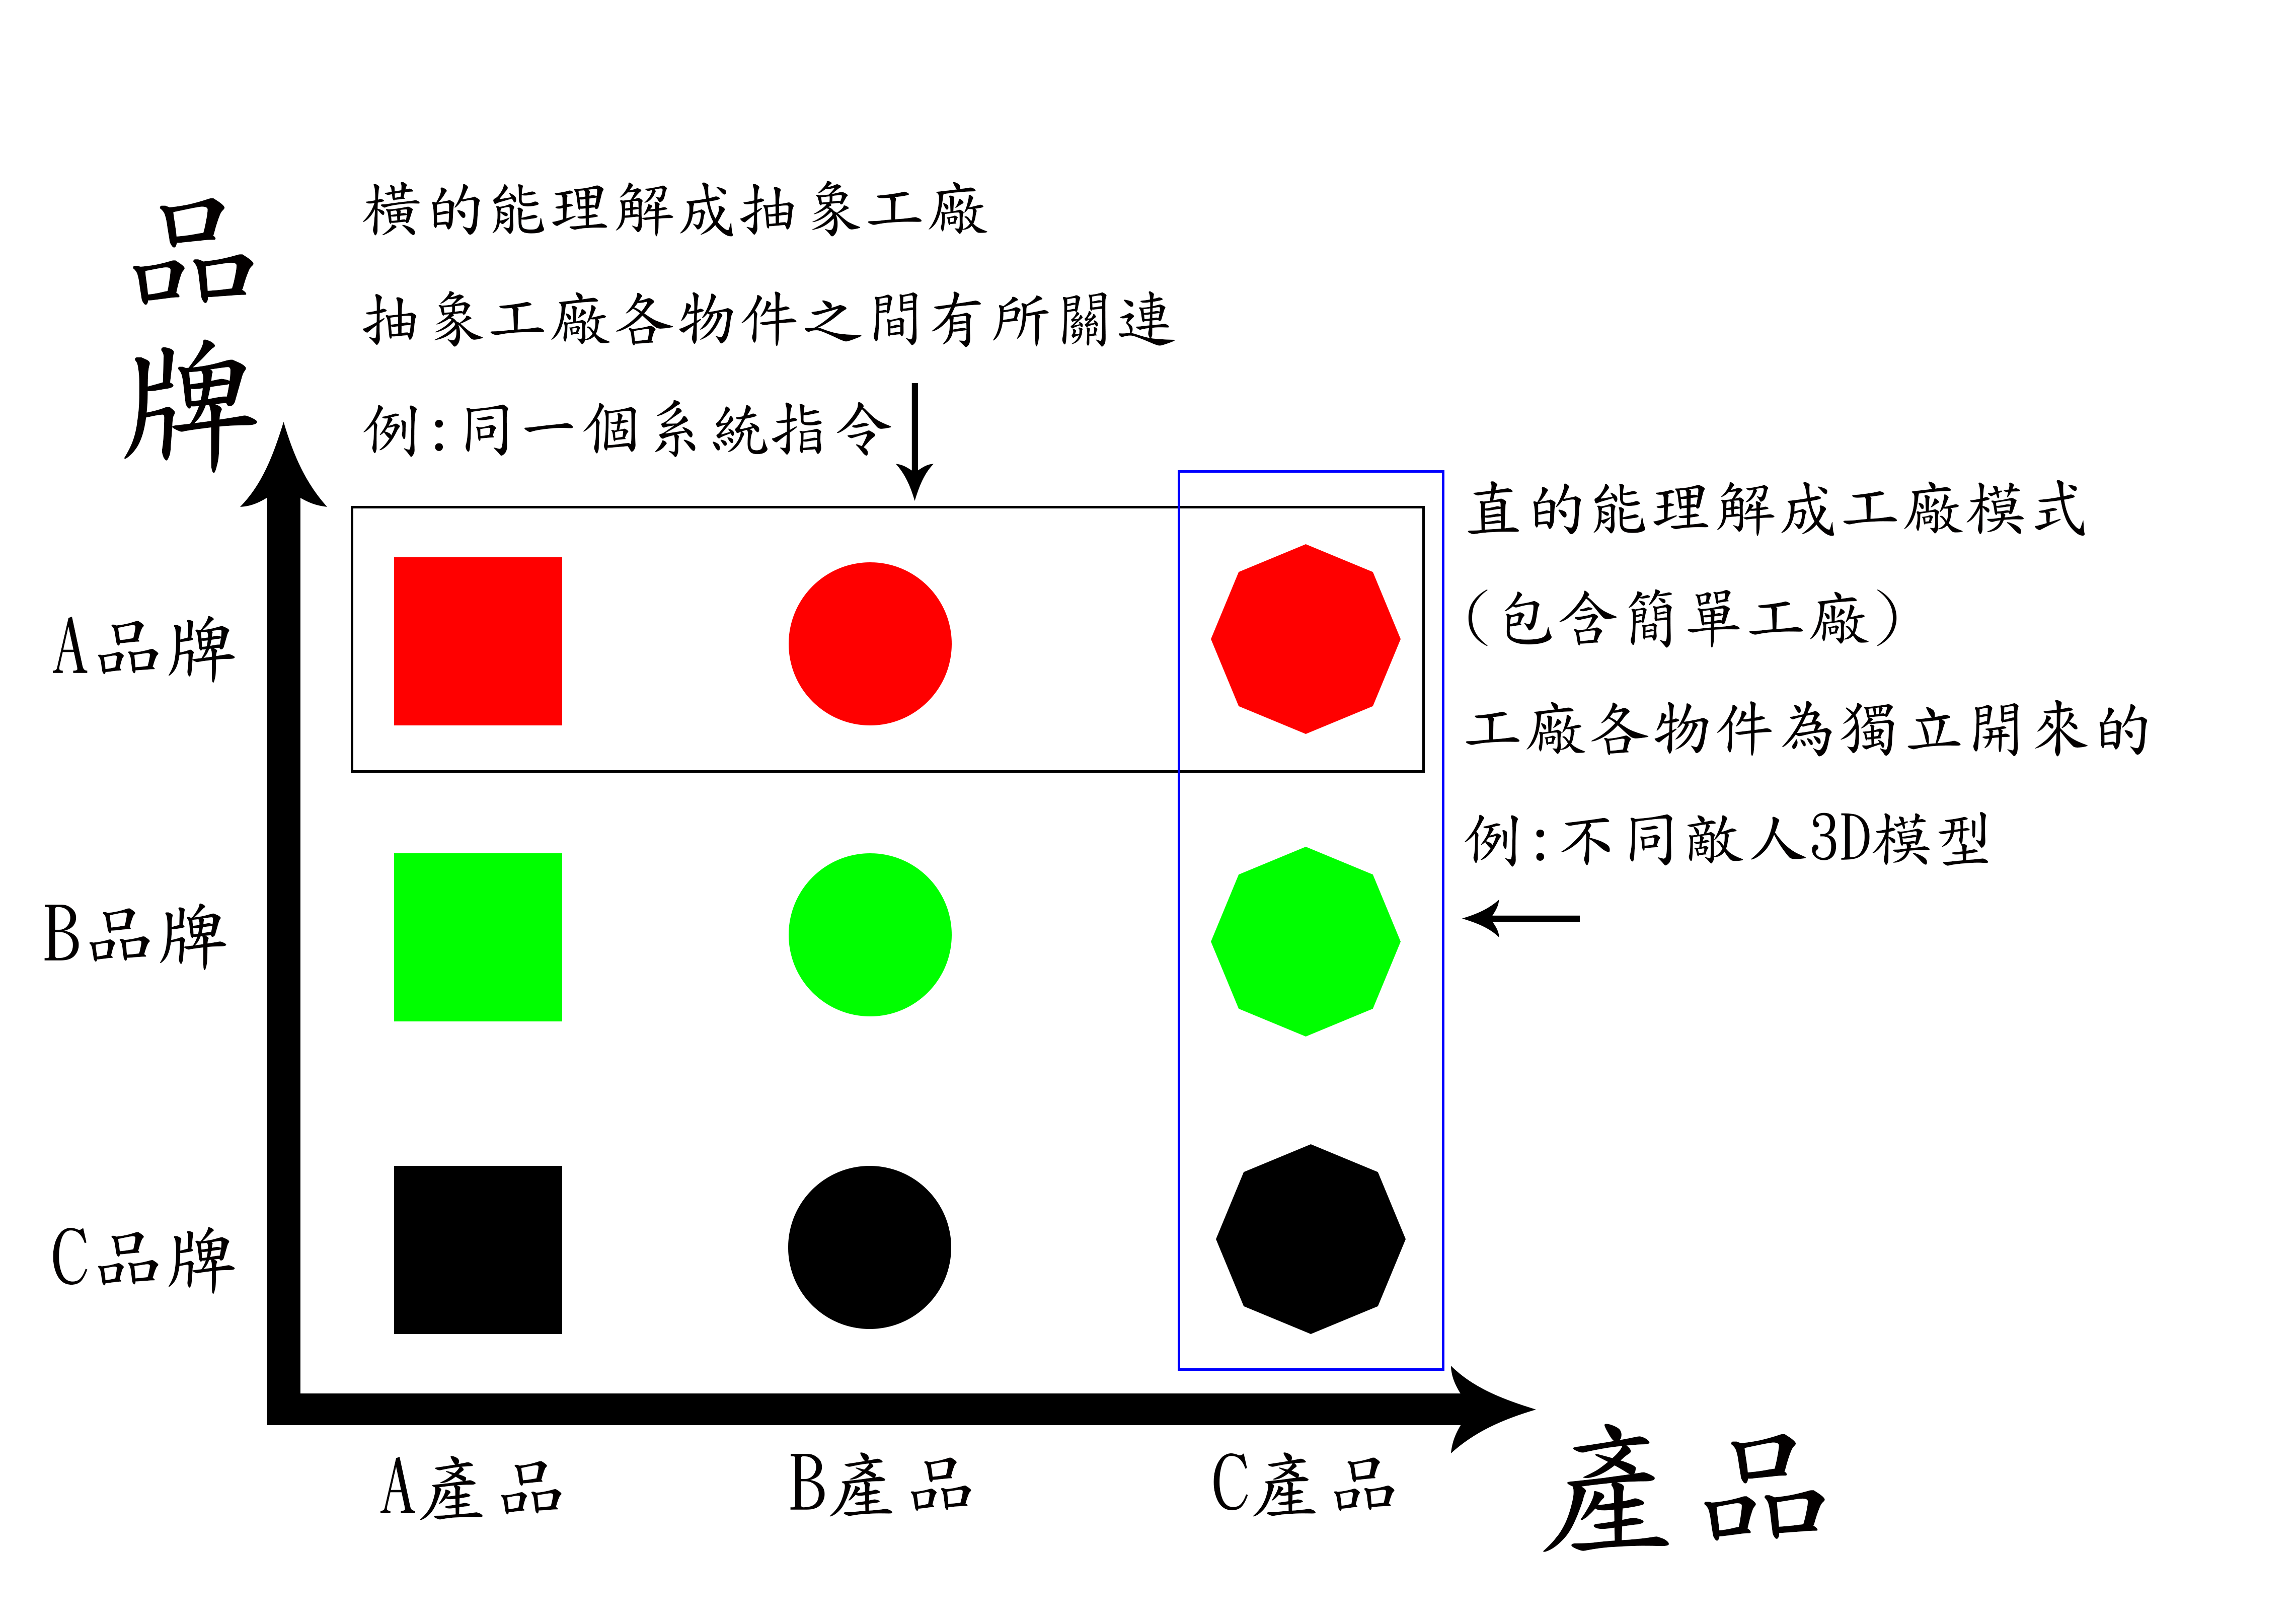 品牌
橫的能理解成抽象工廠
抽象工廠各物件之間有所關連
例:同一個系統指令
直的能理解成工廠模式
(包含簡單工廠)
工廠各物件為獨立開來的
例:不同敵人3D模型
A品牌
B品牌
C品牌
A產品
B產品
C產品
產品